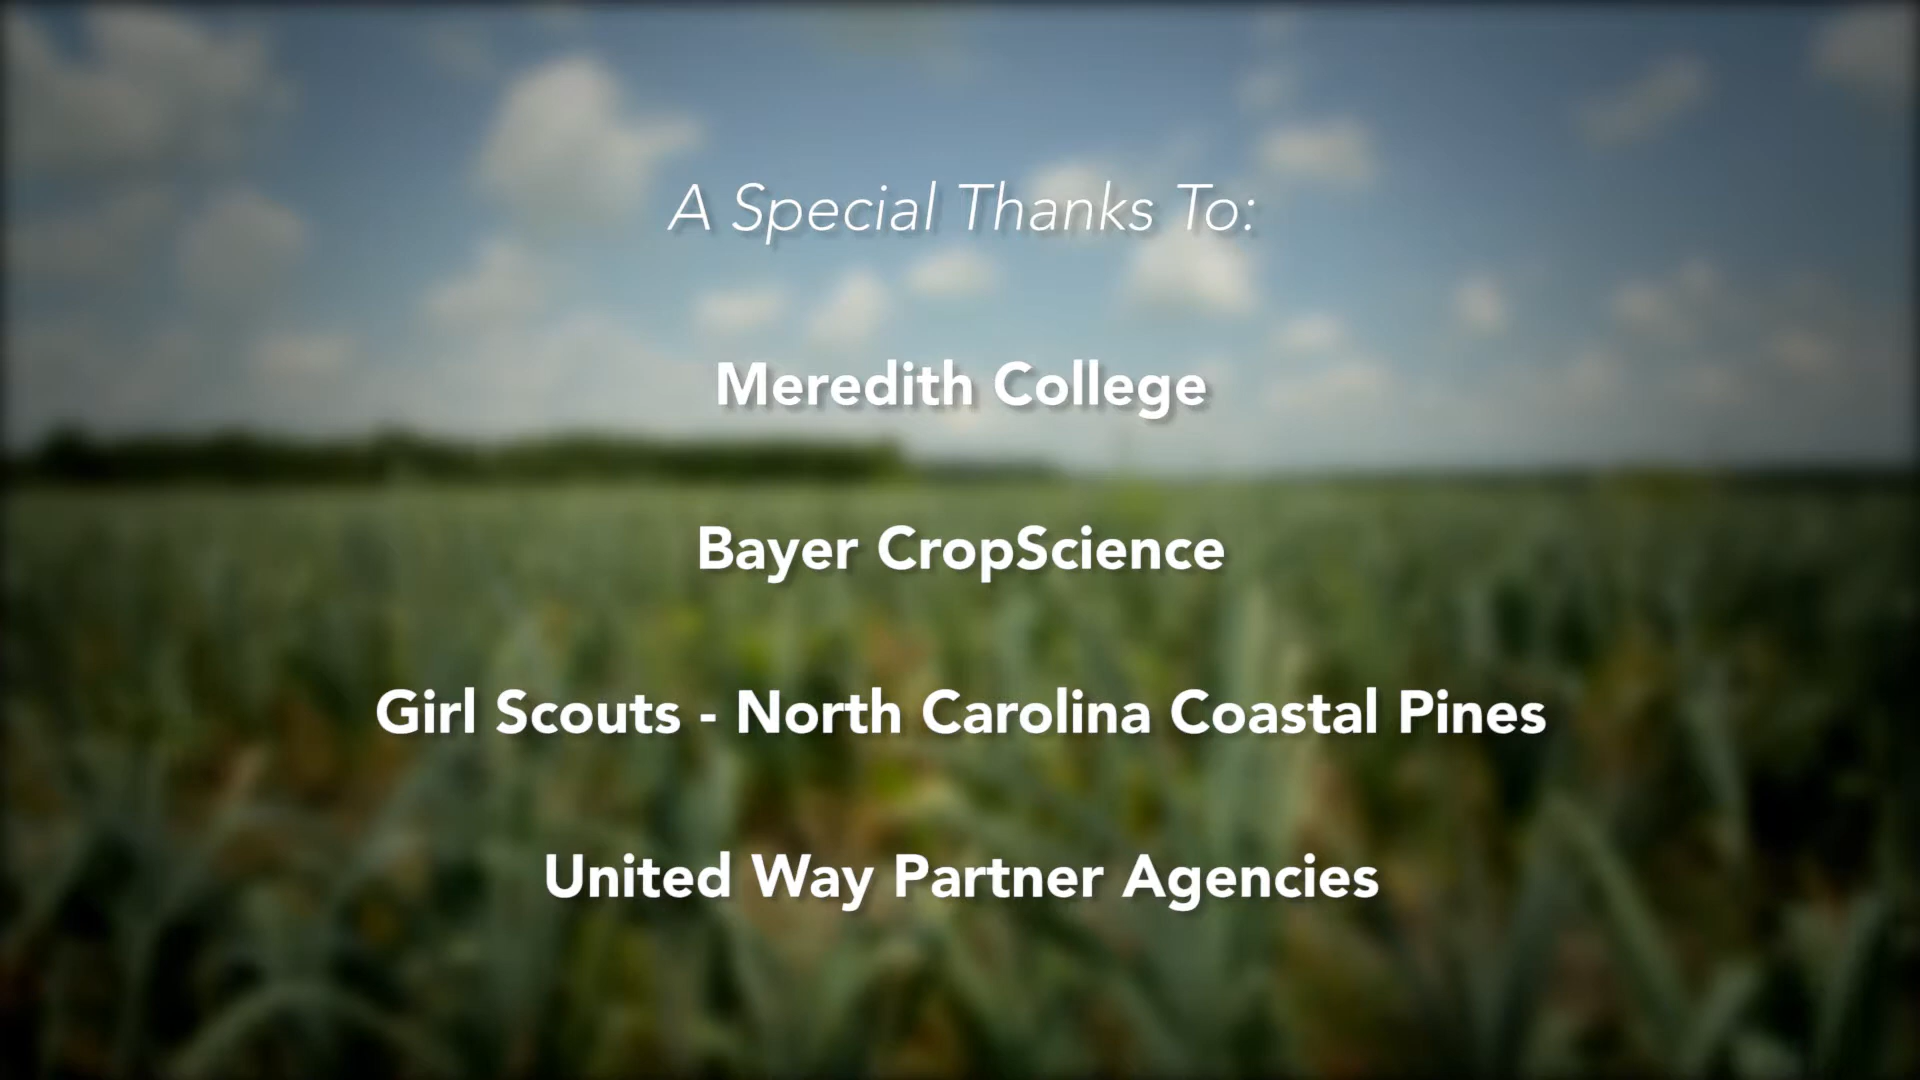 A Special Thanks To:
Meredith College
Bayer CropScience
Girl Scouts - North Carolina Coastal Pines
United Way Partner Agencies